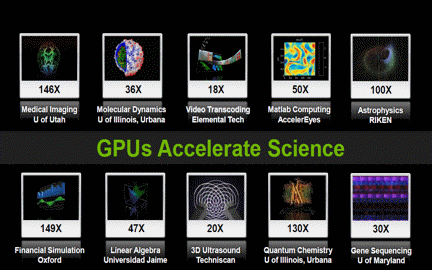 146X
36X
18X
50X
100X
Medical Imaging
U of Utah
Molecular Dynamics
U of Illinois, Urbana
Video Transcoding
Elemental Tech
Matlab Computing
AccelerEyes
Astrophysics
RIKEN
GPUs Accelerate Science
149X
47X
20X
130X
30X
Financial Simulation
Oxford
Linear Algebra
Universidad Jaime
3D Ultrasound
Techniscan
Quantum Chemistry
U of Illinois, Urbana
Gene Sequencing
U of Maryland